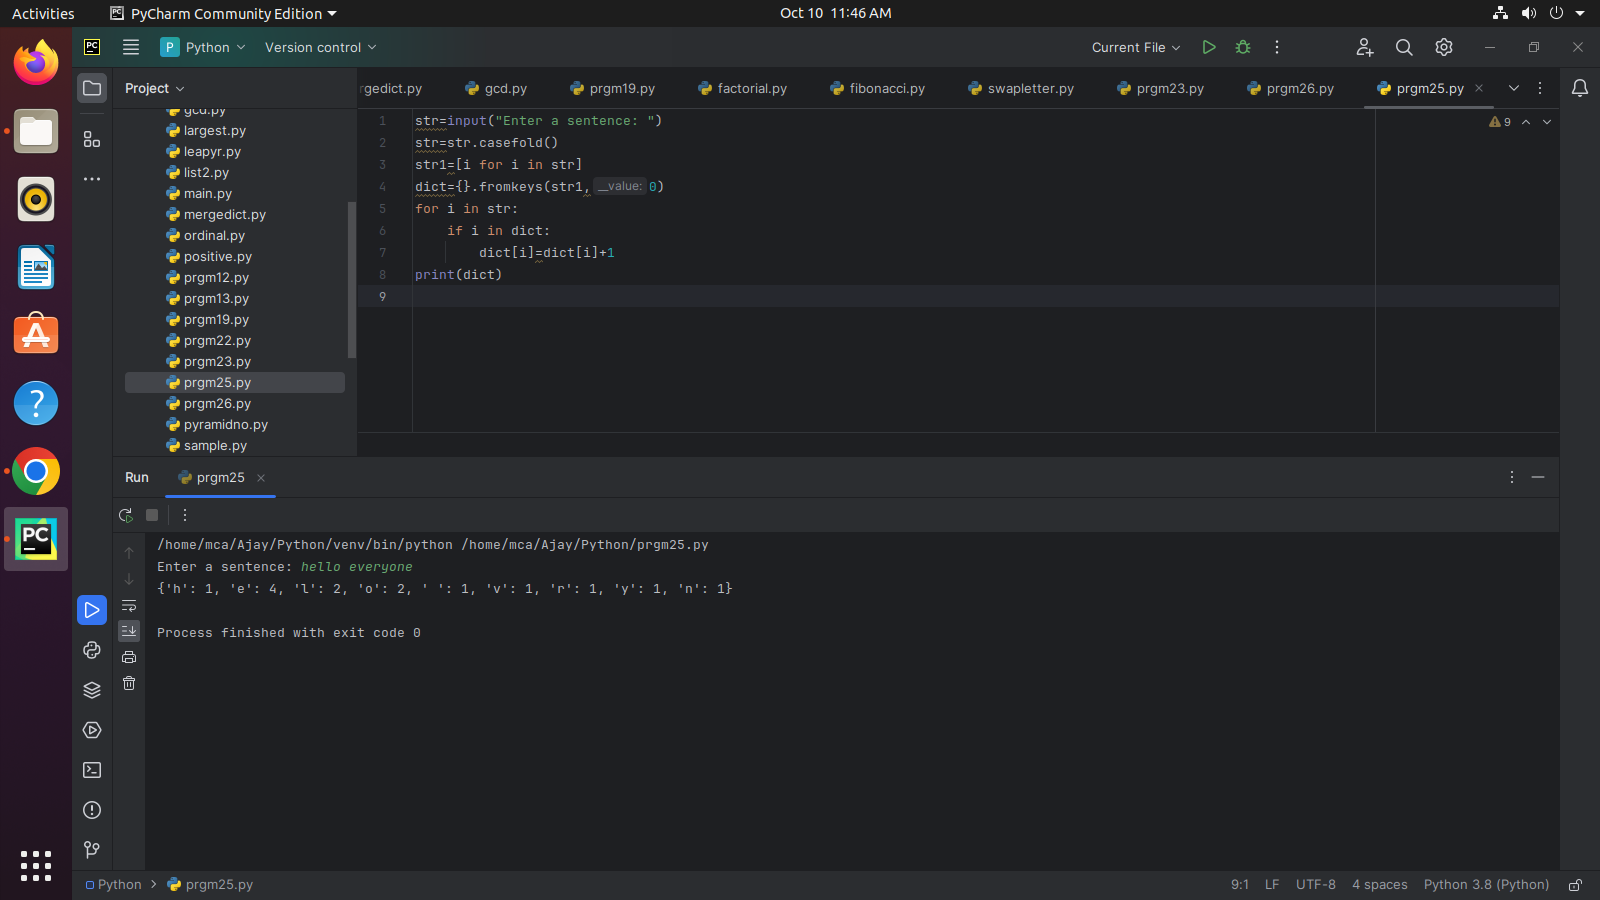 Activities
PyCharm Community Edition
Oct 10 11:46 AM
PC
P Python
Version control
Current File
Project
rgedict.py
gcd.py
prgm19.py
factorial.py
fibonacci.py
swapletter.py
prgm23.py
prgm26.py
prgm25.py
gcd.py
largest.py
leapyr.py
list2.py
main.py
mergedict.py
ordinal.py
positive.py
prgm12.py
prgm13.py
prgm19.py
prgm22.py
prgm23.py
prgm25.py
prgm26.py
pyramidno.py
sample.py
1 str=input("Enter a sentence: ")
2 str=str.casefold()
3 str1=[i for i in str]
4 dict={}.fromkeys(str1, __value: 0)
5 for i in str:
6 if i in dict:
7 dict[i]=dict[i]+1
8 print(dict)
9
9
Run
prgm25
/home/mca/Ajay/Python/venv/bin/python /home/mca/Ajay/Python/prgm25.py
Enter a sentence: hello everyone
{'h': 1, 'e': 4, 'l': 2, 'o': 2, ' ': 1, 'v': 1, 'r': 1, 'y': 1, 'n': 1}
Process finished with exit code 0
PC
Python
prgm25.py
9:1
LF
UTF-8
4 spaces
Python 3.8 (Python)